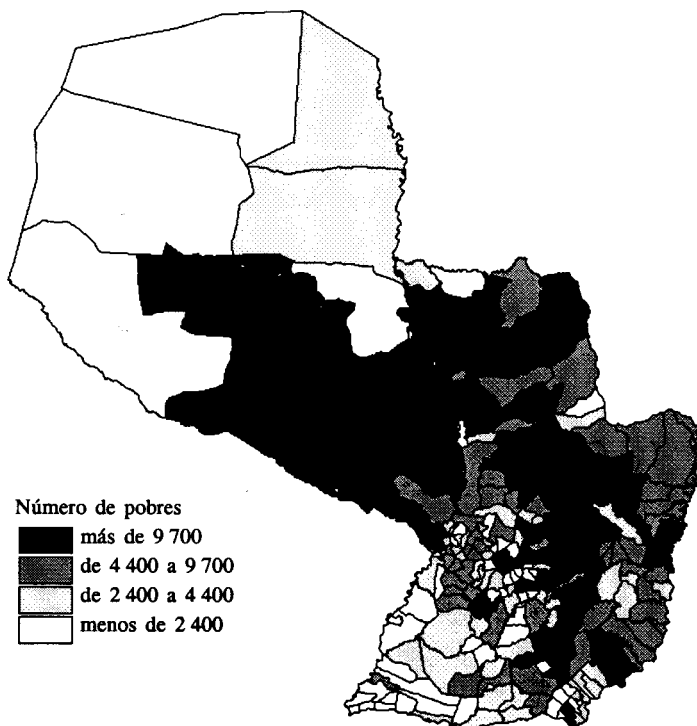 Número de pobres
más de 9 700
de 4 400 a 9 700
de 2 400 a 4 400
menos de 2 400